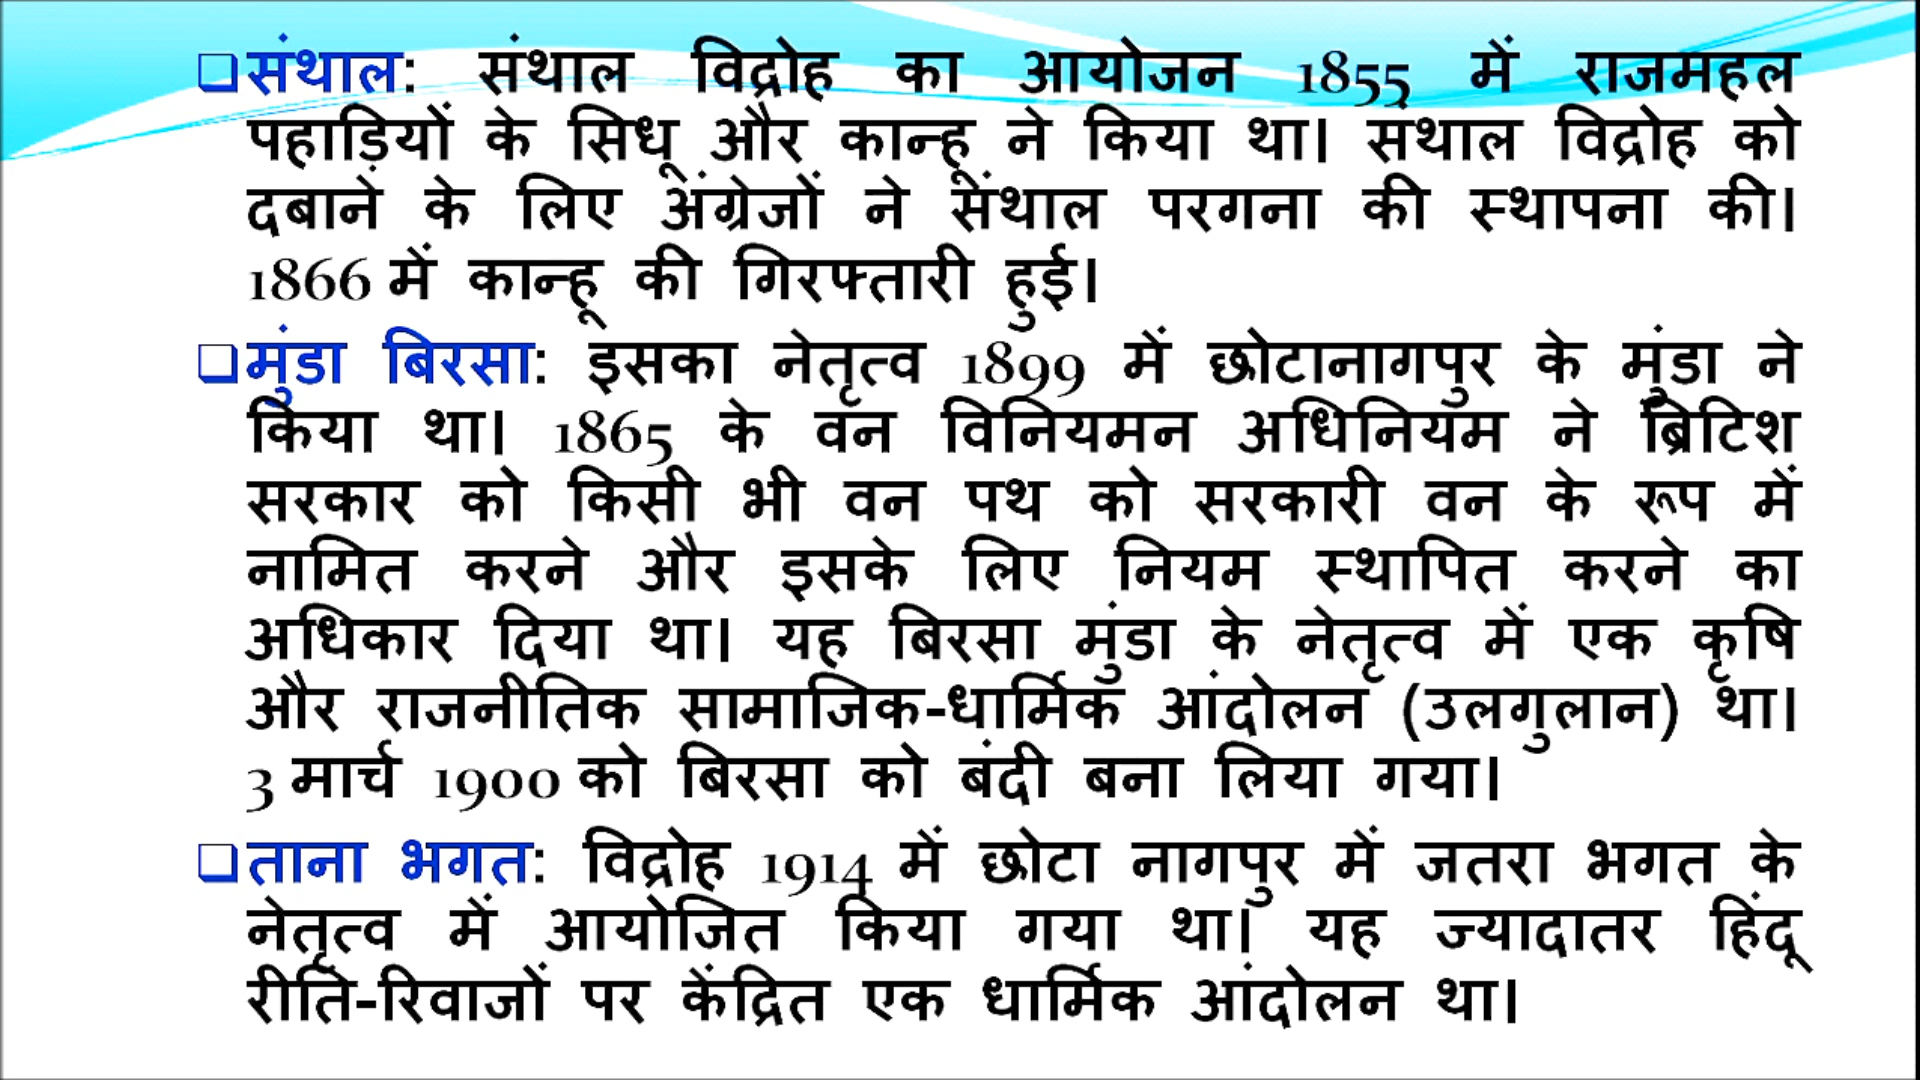 संथाल: संथाल विद्रोह का आयोजन 1855 में राजमहल
पहाड़ियों के सिधू और कान्हू ने किया था। संथाल विद्रोह को
दबाने के लिए अंग्रेजों ने संथाल परगना की स्थापना की।
1866 में कान्हू की गिरफ्तारी हुई।
मुंडा बिरसा: इसका नेतृत्व 1899 में छोटानागपुर के मुंडा ने
किया था। 1865 के वन विनियमन अधिनियम ने ब्रिटिश
सरकार को किसी भी वन पथ को सरकारी वन के रूप में
नामित करने और इसके लिए नियम स्थापित करने का
अधिकार दिया था। यह बिरसा मुंडा के नेतृत्व में एक कृषि
और राजनीतिक सामाजिक-धार्मिक आंदोलन (उलगुलान) था।
3 मार्च 1900 को बिरसा को बंदी बना लिया गया।
ताना भगत: विद्रोह 1914 में छोटा नागपुर में जतरा भगत के
नेतृत्व में आयोजित किया गया था। यह ज्यादातर हिंदू
रीति-रिवाजों पर केंद्रित एक धार्मिक आंदोलन था।